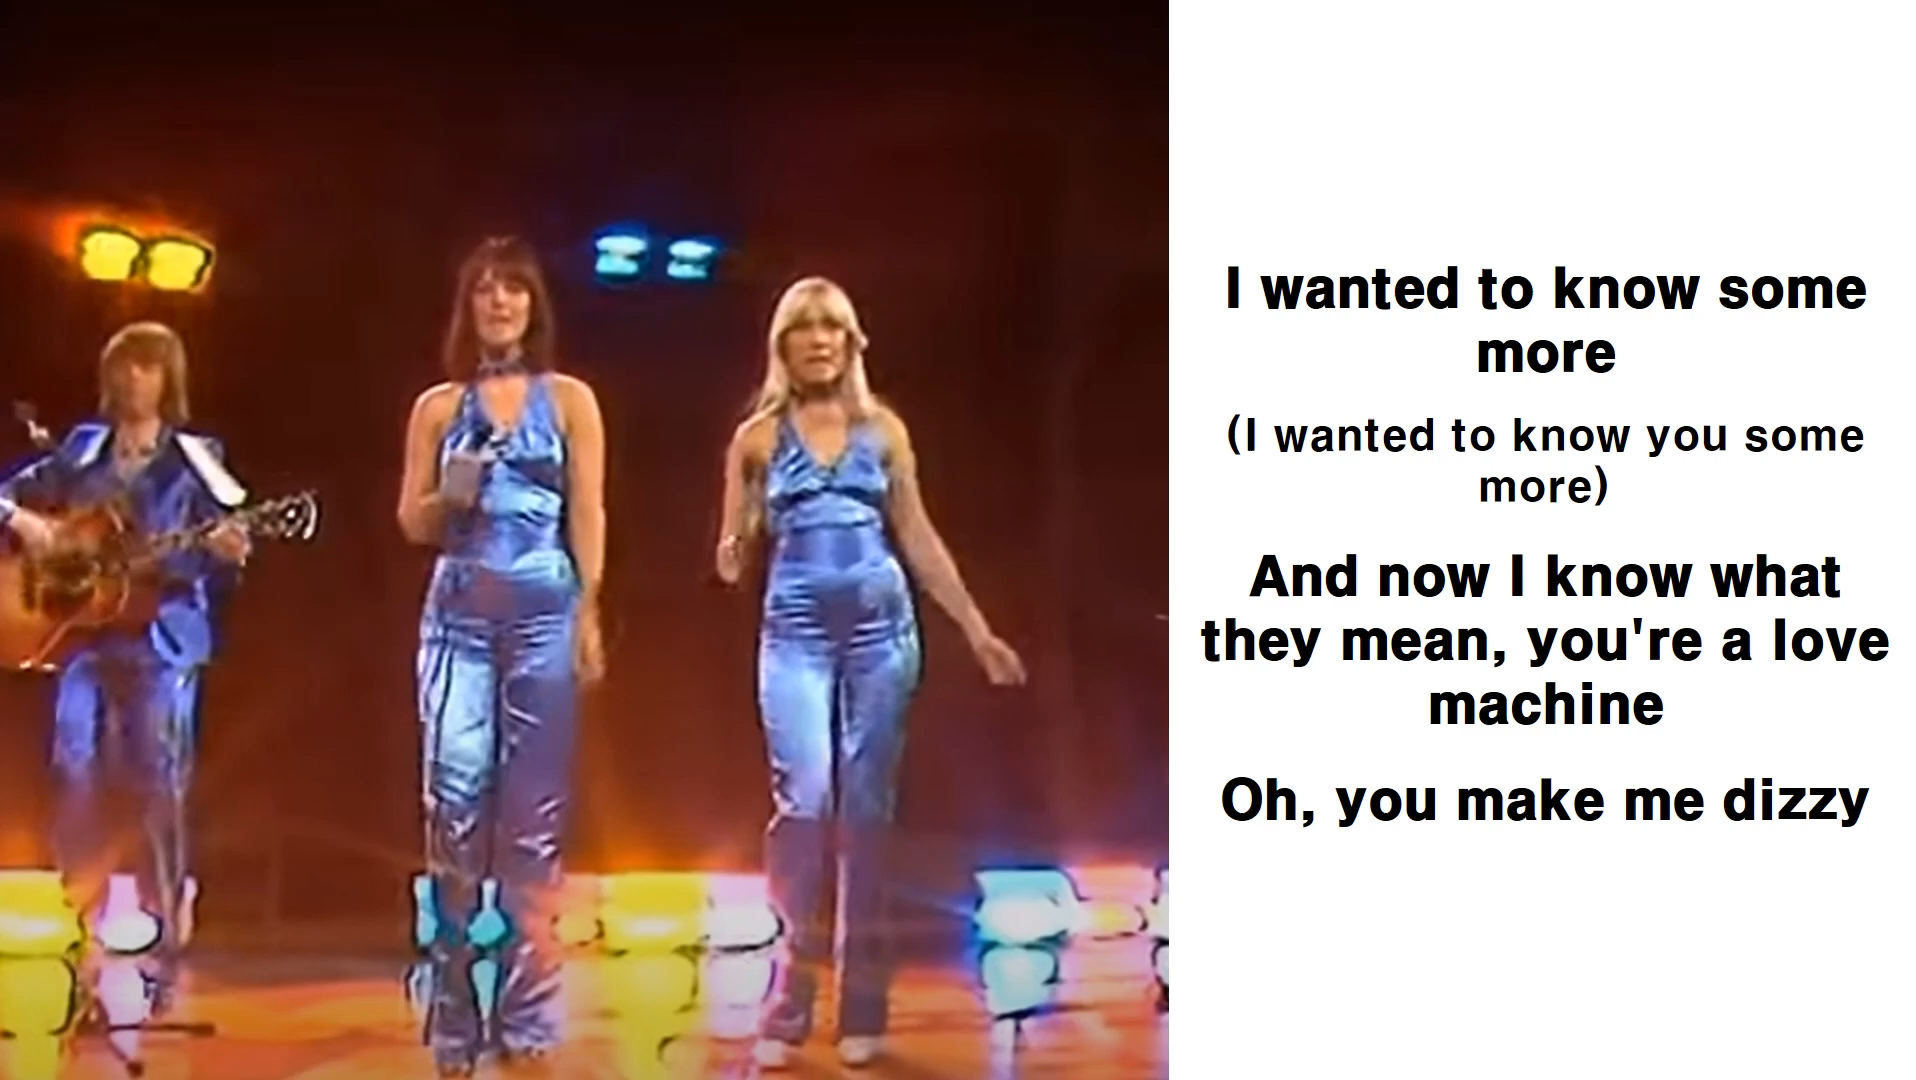 I wanted to know some
more
(I wanted to know you some
more)
And now I know what
they mean, you're a love
machine
Oh, you make me dizzy